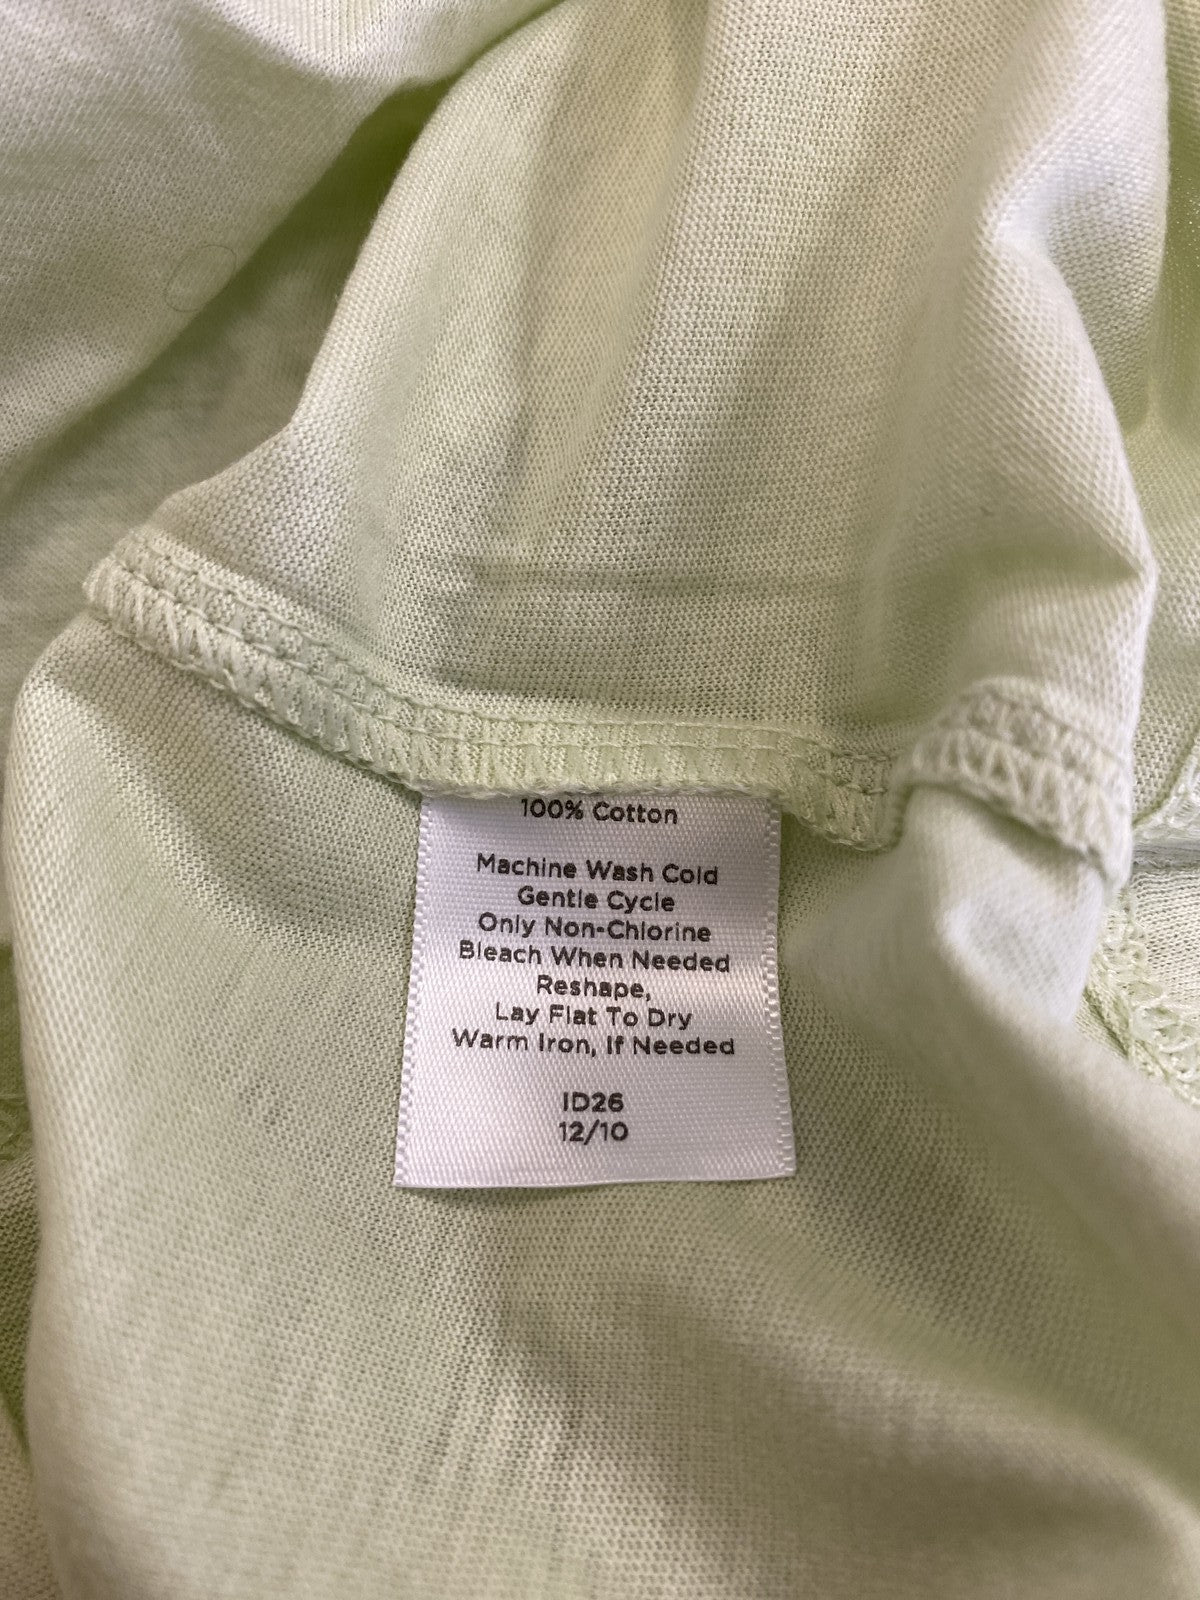 100% Cotton
Machine Wash Cold
Gentle Cycle
Only Non-Chlorine
Bleach When Needed
Reshape,
Lay Flat To Dry
Warm Iron, If Needed
ID26
12/10